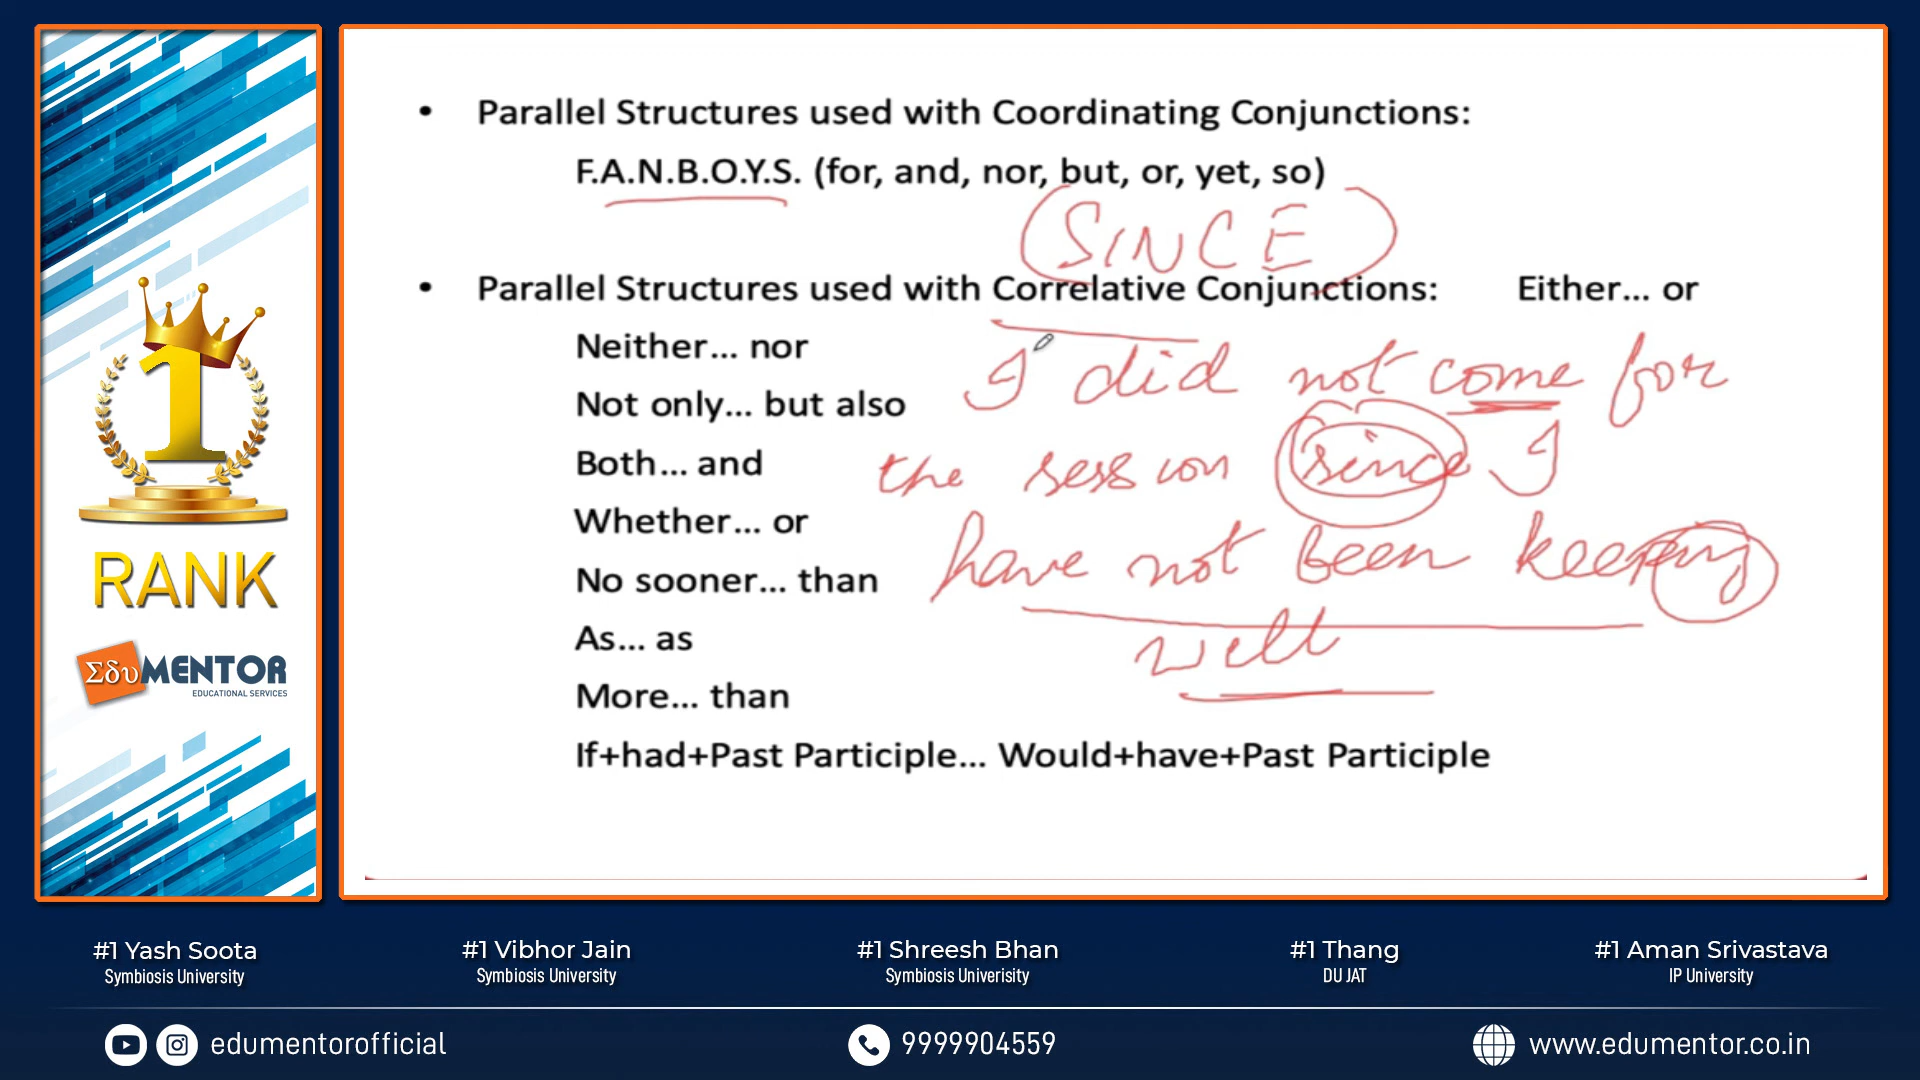 • Parallel Structures used with Coordinating Conjunctions:
F.A.N.B.O.Y.S. (for, and, nor, but, or, yet, so)
SINCE
• Parallel Structures used with Correlative Conjunctions: Either... or
Neither... nor
Not only... but also
Both... and
Whether... or
No sooner... than
As... as
More... than
If+had+Past Participle... Would+have+Past Participle
I did not come for
the session since I
have not been keeping
well
1
RANK
Σδυ MENTOR
EDUCATIONAL SERVICES
#1 Yash Soota
Symbiosis University
#1 Vibhor Jain
Symbiosis University
#1 Shreesh Bhan
Symbiosis Univerisity
#1 Thang
DU JAT
#1 Aman Srivastava
IP University
edumentorofficial
9999904559
www.edumentor.co.in